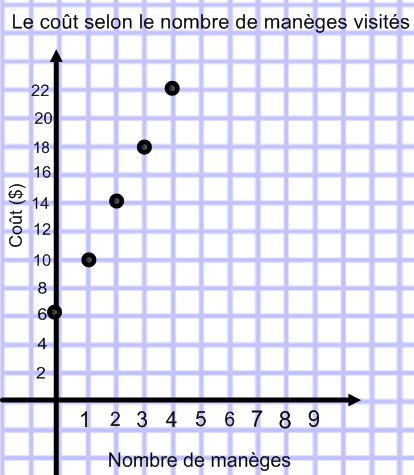 Le coût selon le nombre de manèges visités
22
20
18
16
14
12
10
8
6
4
2
Coût ($)
1 2 3 4 5 6 7 8 9
Nombre de manèges